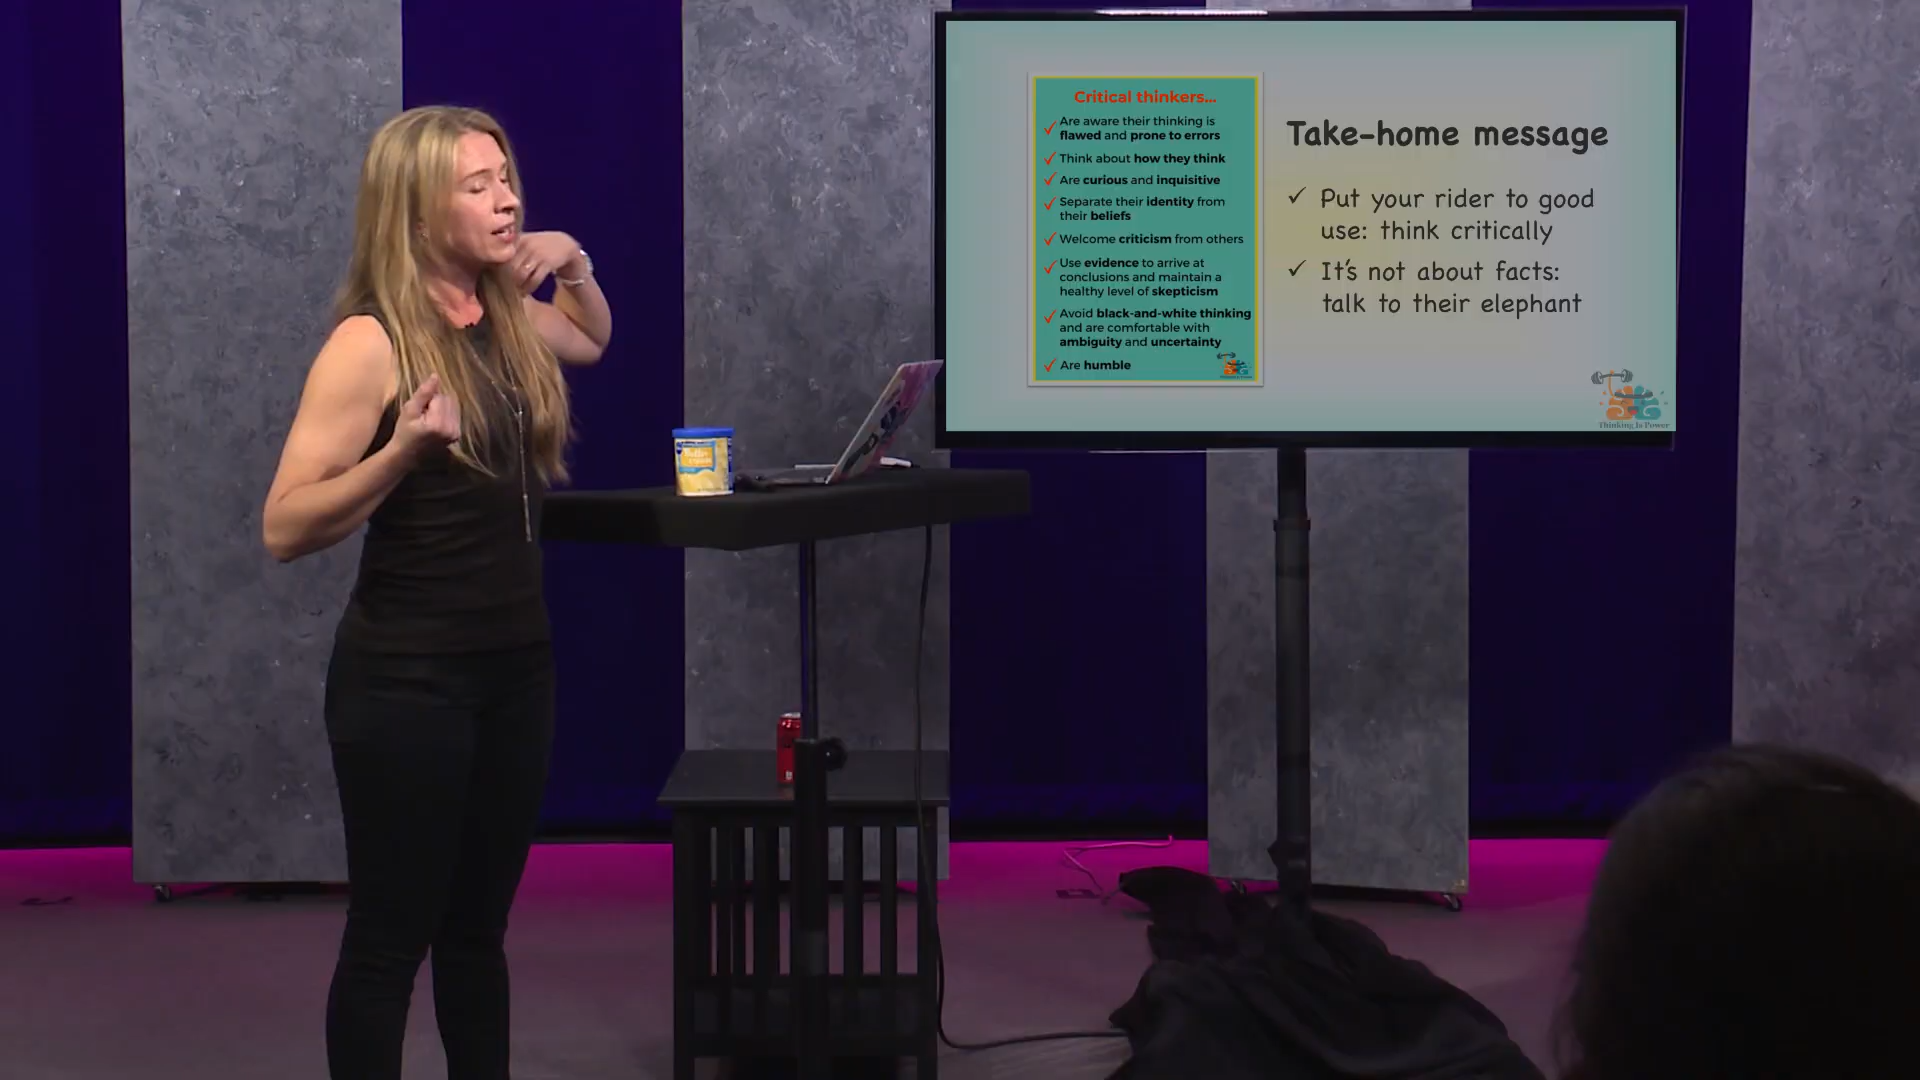 Critical thinkers...
✓ Are aware their thinking is
flawed and prone to errors
✓ Think about how they think
✓ Are curious and inquisitive
✓ Separate their identity from
their beliefs
✓ Welcome criticism from others
✓ Use evidence to arrive at
conclusions and maintain a
healthy level of skepticism
✓ Avoid black-and-white thinking
and are comfortable with
ambiguity and uncertainty
✓ Are humble
Take-home message
✓ Put your rider to good
use: think critically
✓ It's not about facts:
talk to their elephant
Thinking Is Power